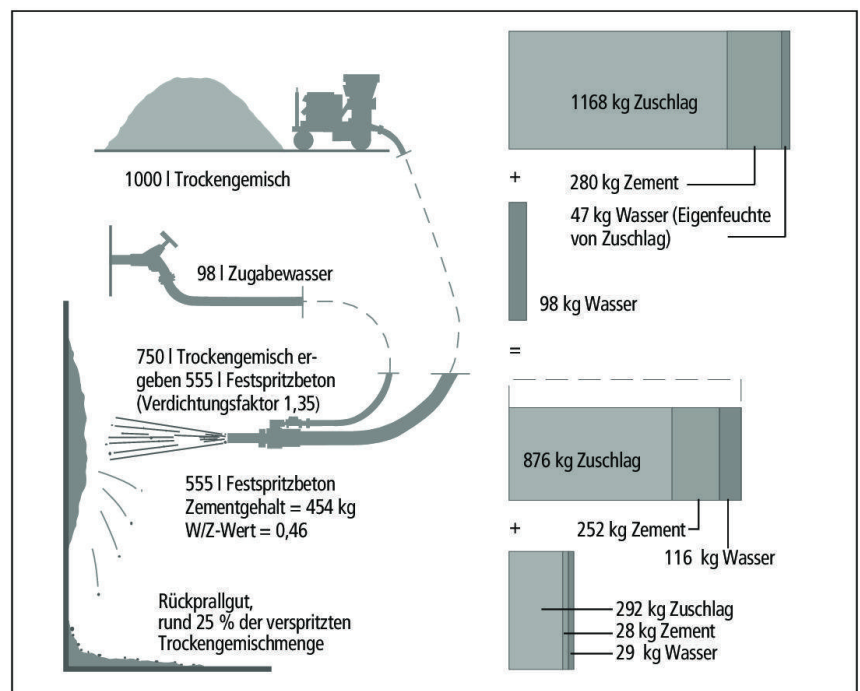 1000 l Trockengemisch
98 l Zugabewasser
750 l Trockengemisch er-
geben 555 l Festspritzbeton
(Verdichtungsfaktor 1,35)
555 l Festspritzbeton
Zementgehalt = 454 kg
W/Z-Wert = 0,46
Rückprallgut,
rund 25 % der verspritzten
Trockengemischmenge
1168 kg Zuschlag
+
280 kg Zement
47 kg Wasser (Eigenfeuchte
von Zuschlag)
98 kg Wasser
=
876 kg Zuschlag
+
252 kg Zement
116 kg Wasser
292 kg Zuschlag
28 kg Zement
29 kg Wasser